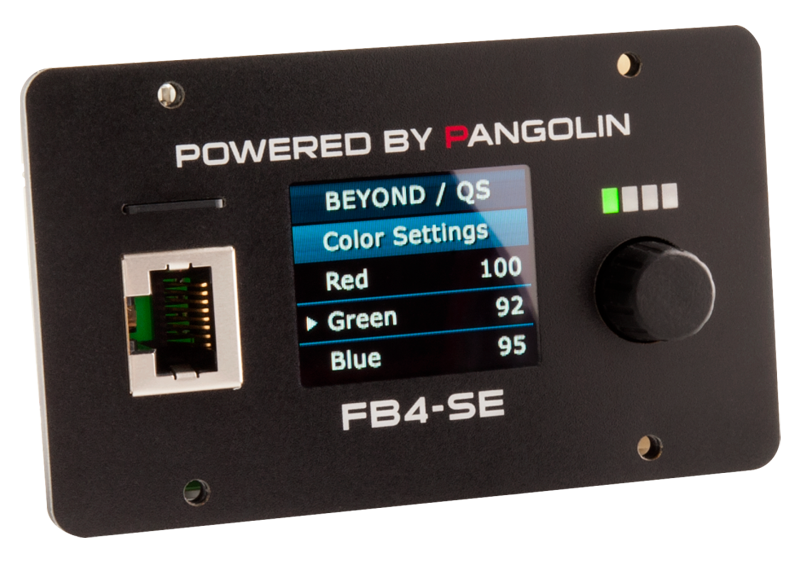 POWERED BY PANGOLIN
BEYOND / QS
Color Settings
Red 100
Green 92
Blue 95
FB4-SE